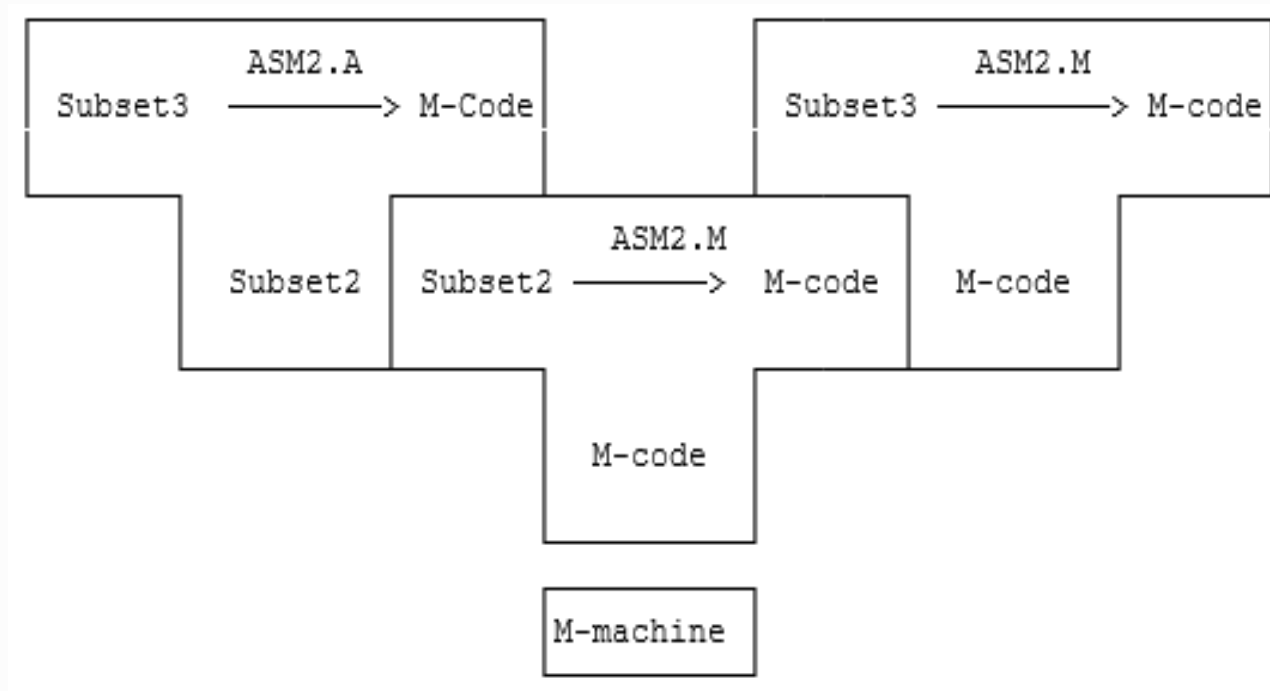 ASM2.A
Subset3 M-Code
ASM2.M
Subset3 M-code
ASM2.M
Subset2 Subset2 M-code M-code
M-code
M-machine